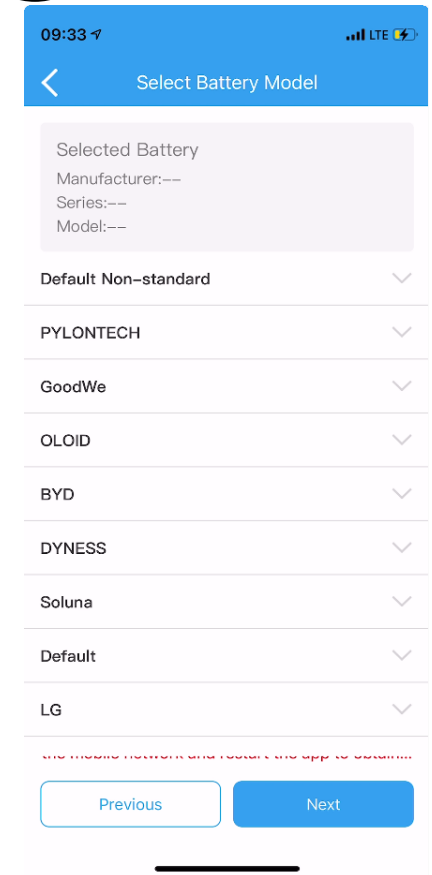 09:33
LTE
Select Battery Model
Selected Battery
Manufacturer:--
Series:--
Model:--
Default Non-standard
PYLONTECH
GoodWe
OLOID
BYD
DYNESS
Soluna
Default
LG
the mobile network and restart the app to obtain...
Previous
Next